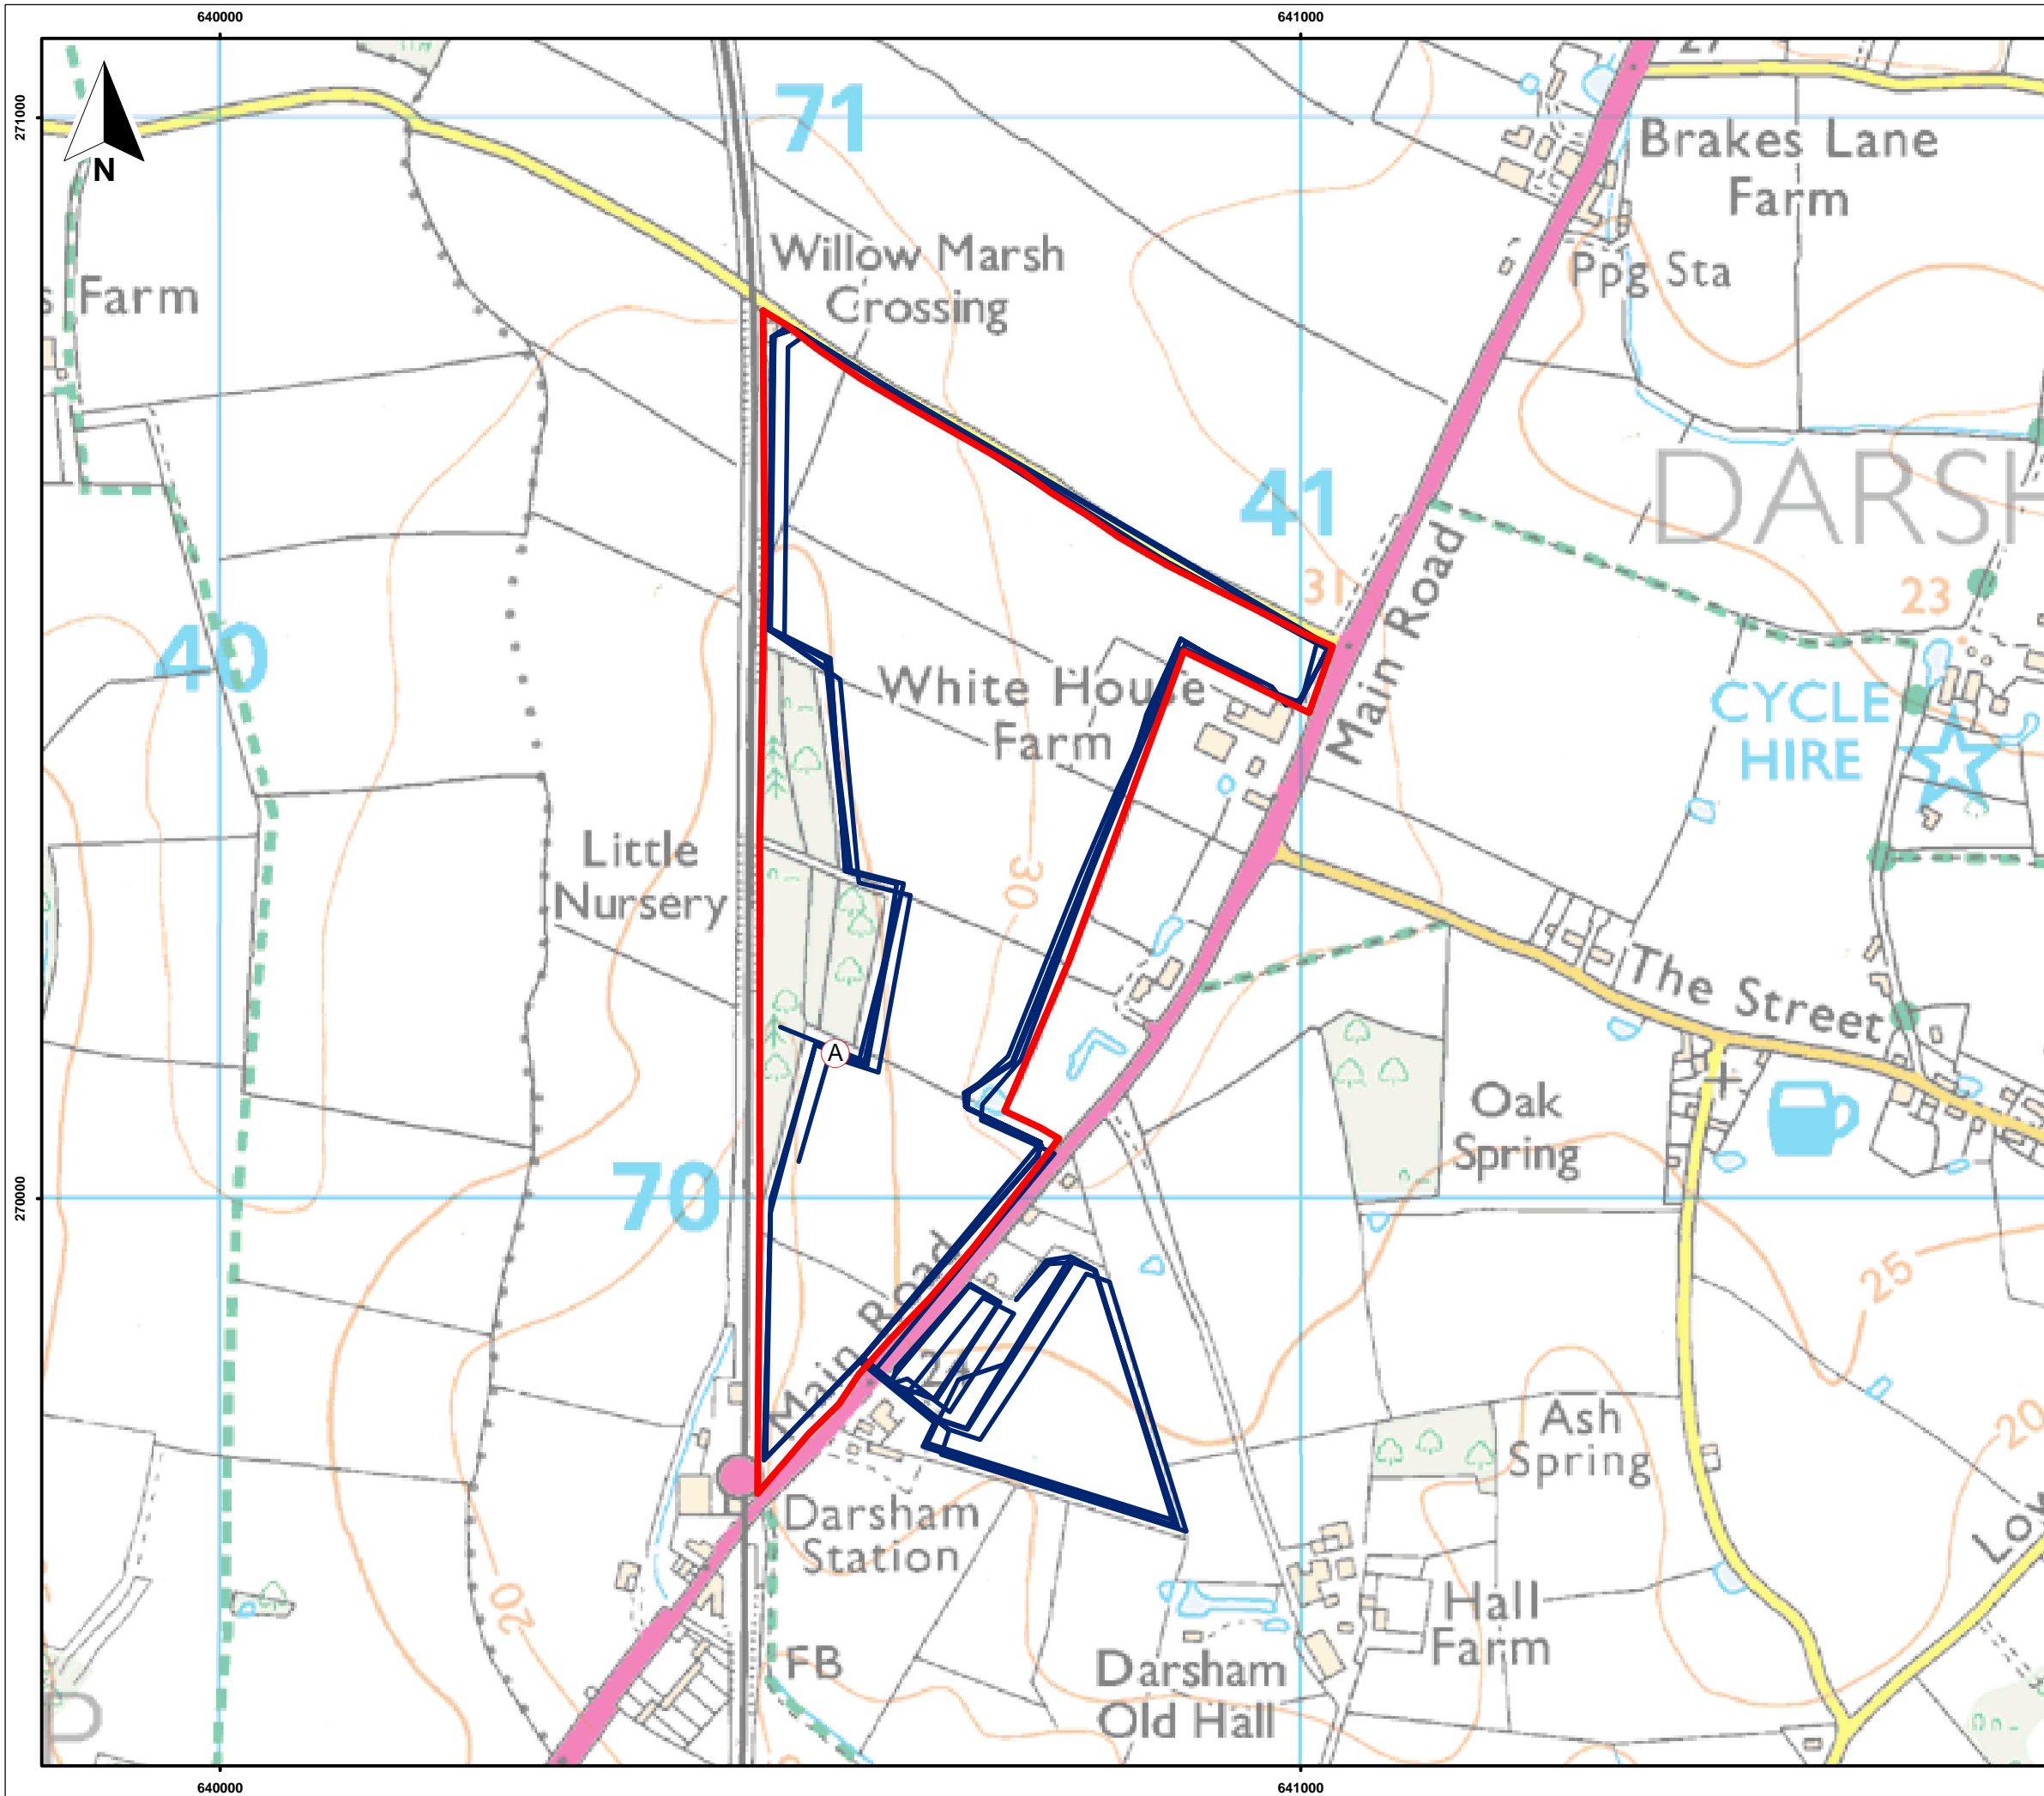 640000
641000
271000
N
27
71
Brakes Lane
Farm
Ppg Sta
Willow Marsh
Crossing
s Farm
41
DARSH
31
Main Road
23
40
White House
Farm
CYCLE
HIRE
Little
Nursery
30
The Street
A
Oak
Spring
270000
70
Main Road
25
Ash
Spring
20
Darsham
Station
20
Hall
Farm
FB
Darsham
Old Hall
640000
641000